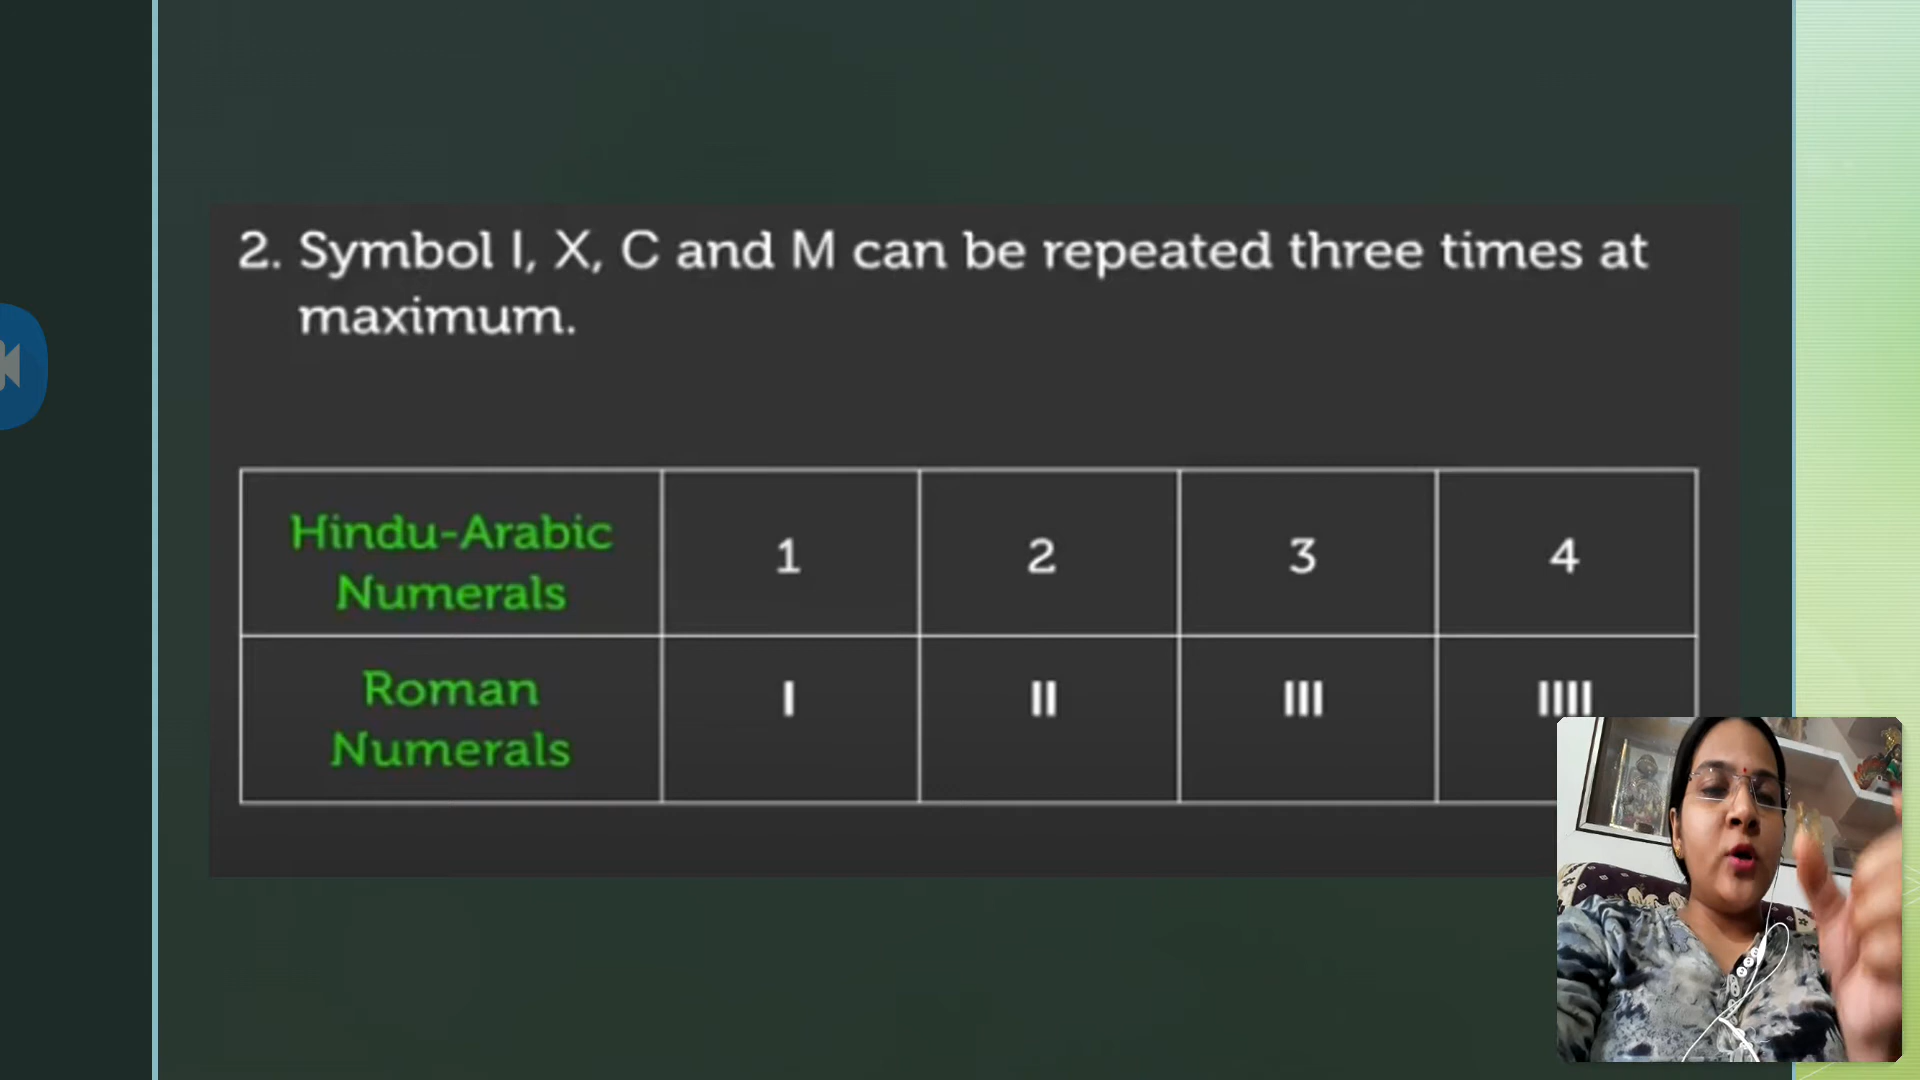 2. Symbol I, X, C and M can be repeated three times at
maximum.
Hindu-Arabic
Numerals
1
2
3
4
Roman
Numerals
I
II
III
IIII